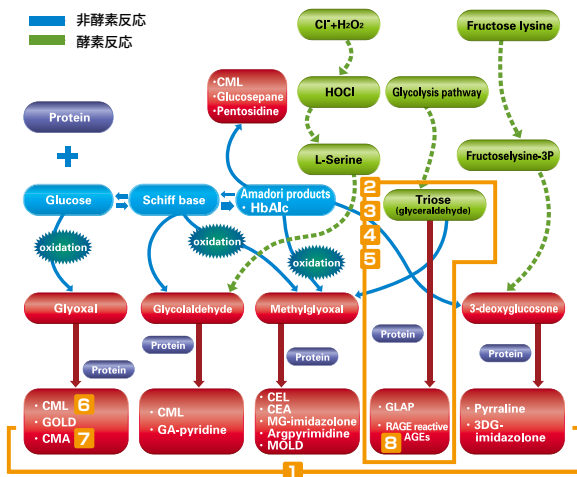 非酵素反応
酵素反応
Cl⁻+H₂O₂
Fructose lysine
・CML
・Glucosepane
・Pentosidine
HOCl
Glycolysis pathway
Protein
+
L-Serine
Fructoselysine-3P
2
3
4
5
Glucose
Schiff base
Amadori products
・HbAlc
Triose
(glyceraldehyde)
oxidation
oxidation
oxidation
Glyoxal
Glycolaldehyde
Methylglyoxal
3-deoxyglucosone
Protein
Protein
Protein
Protein
Protein
・CML 6
・GOLD
・CMA 7
・CML
・GA-pyridine
・CEL
・CEA
・MG-imidazolone
・Argpyrimidine
・MOLD
・GLAP
・RAGE reactive
8 AGEs
・Pyrraline
・3DG-
imidazolone
1